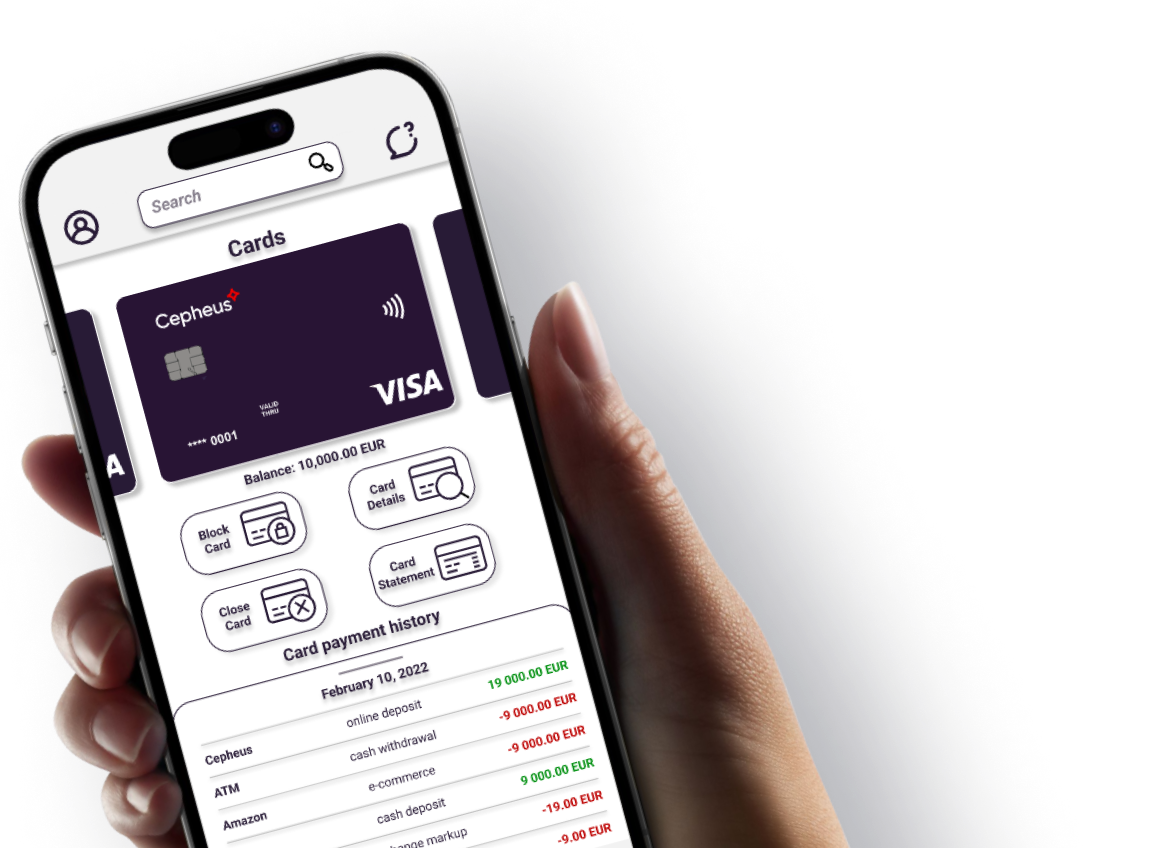 Search
Cards
Cepheus
VALID
THRU
**** 0001
VISA
A
Balance: 10,000.00 EUR
Block
Card
Card
Details
Close
Card
Card
Statement
Card payment history
February 10, 2022
Cepheus online deposit 19 000.00 EUR
ATM cash withdrawal -9 000.00 EUR
Amazon e-commerce -9 000.00 EUR
cash deposit 9 000.00 EUR
markup -19.00 EUR
-9.00 EUR